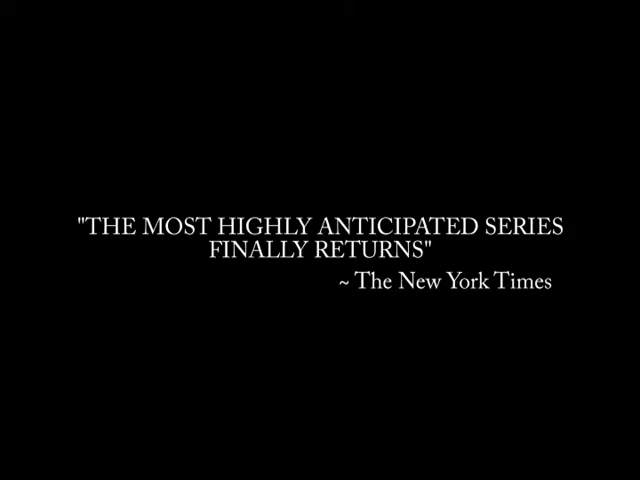 "THE MOST HIGHLY ANTICIPATED SERIES
FINALLY RETURNS"
~ The New York Times